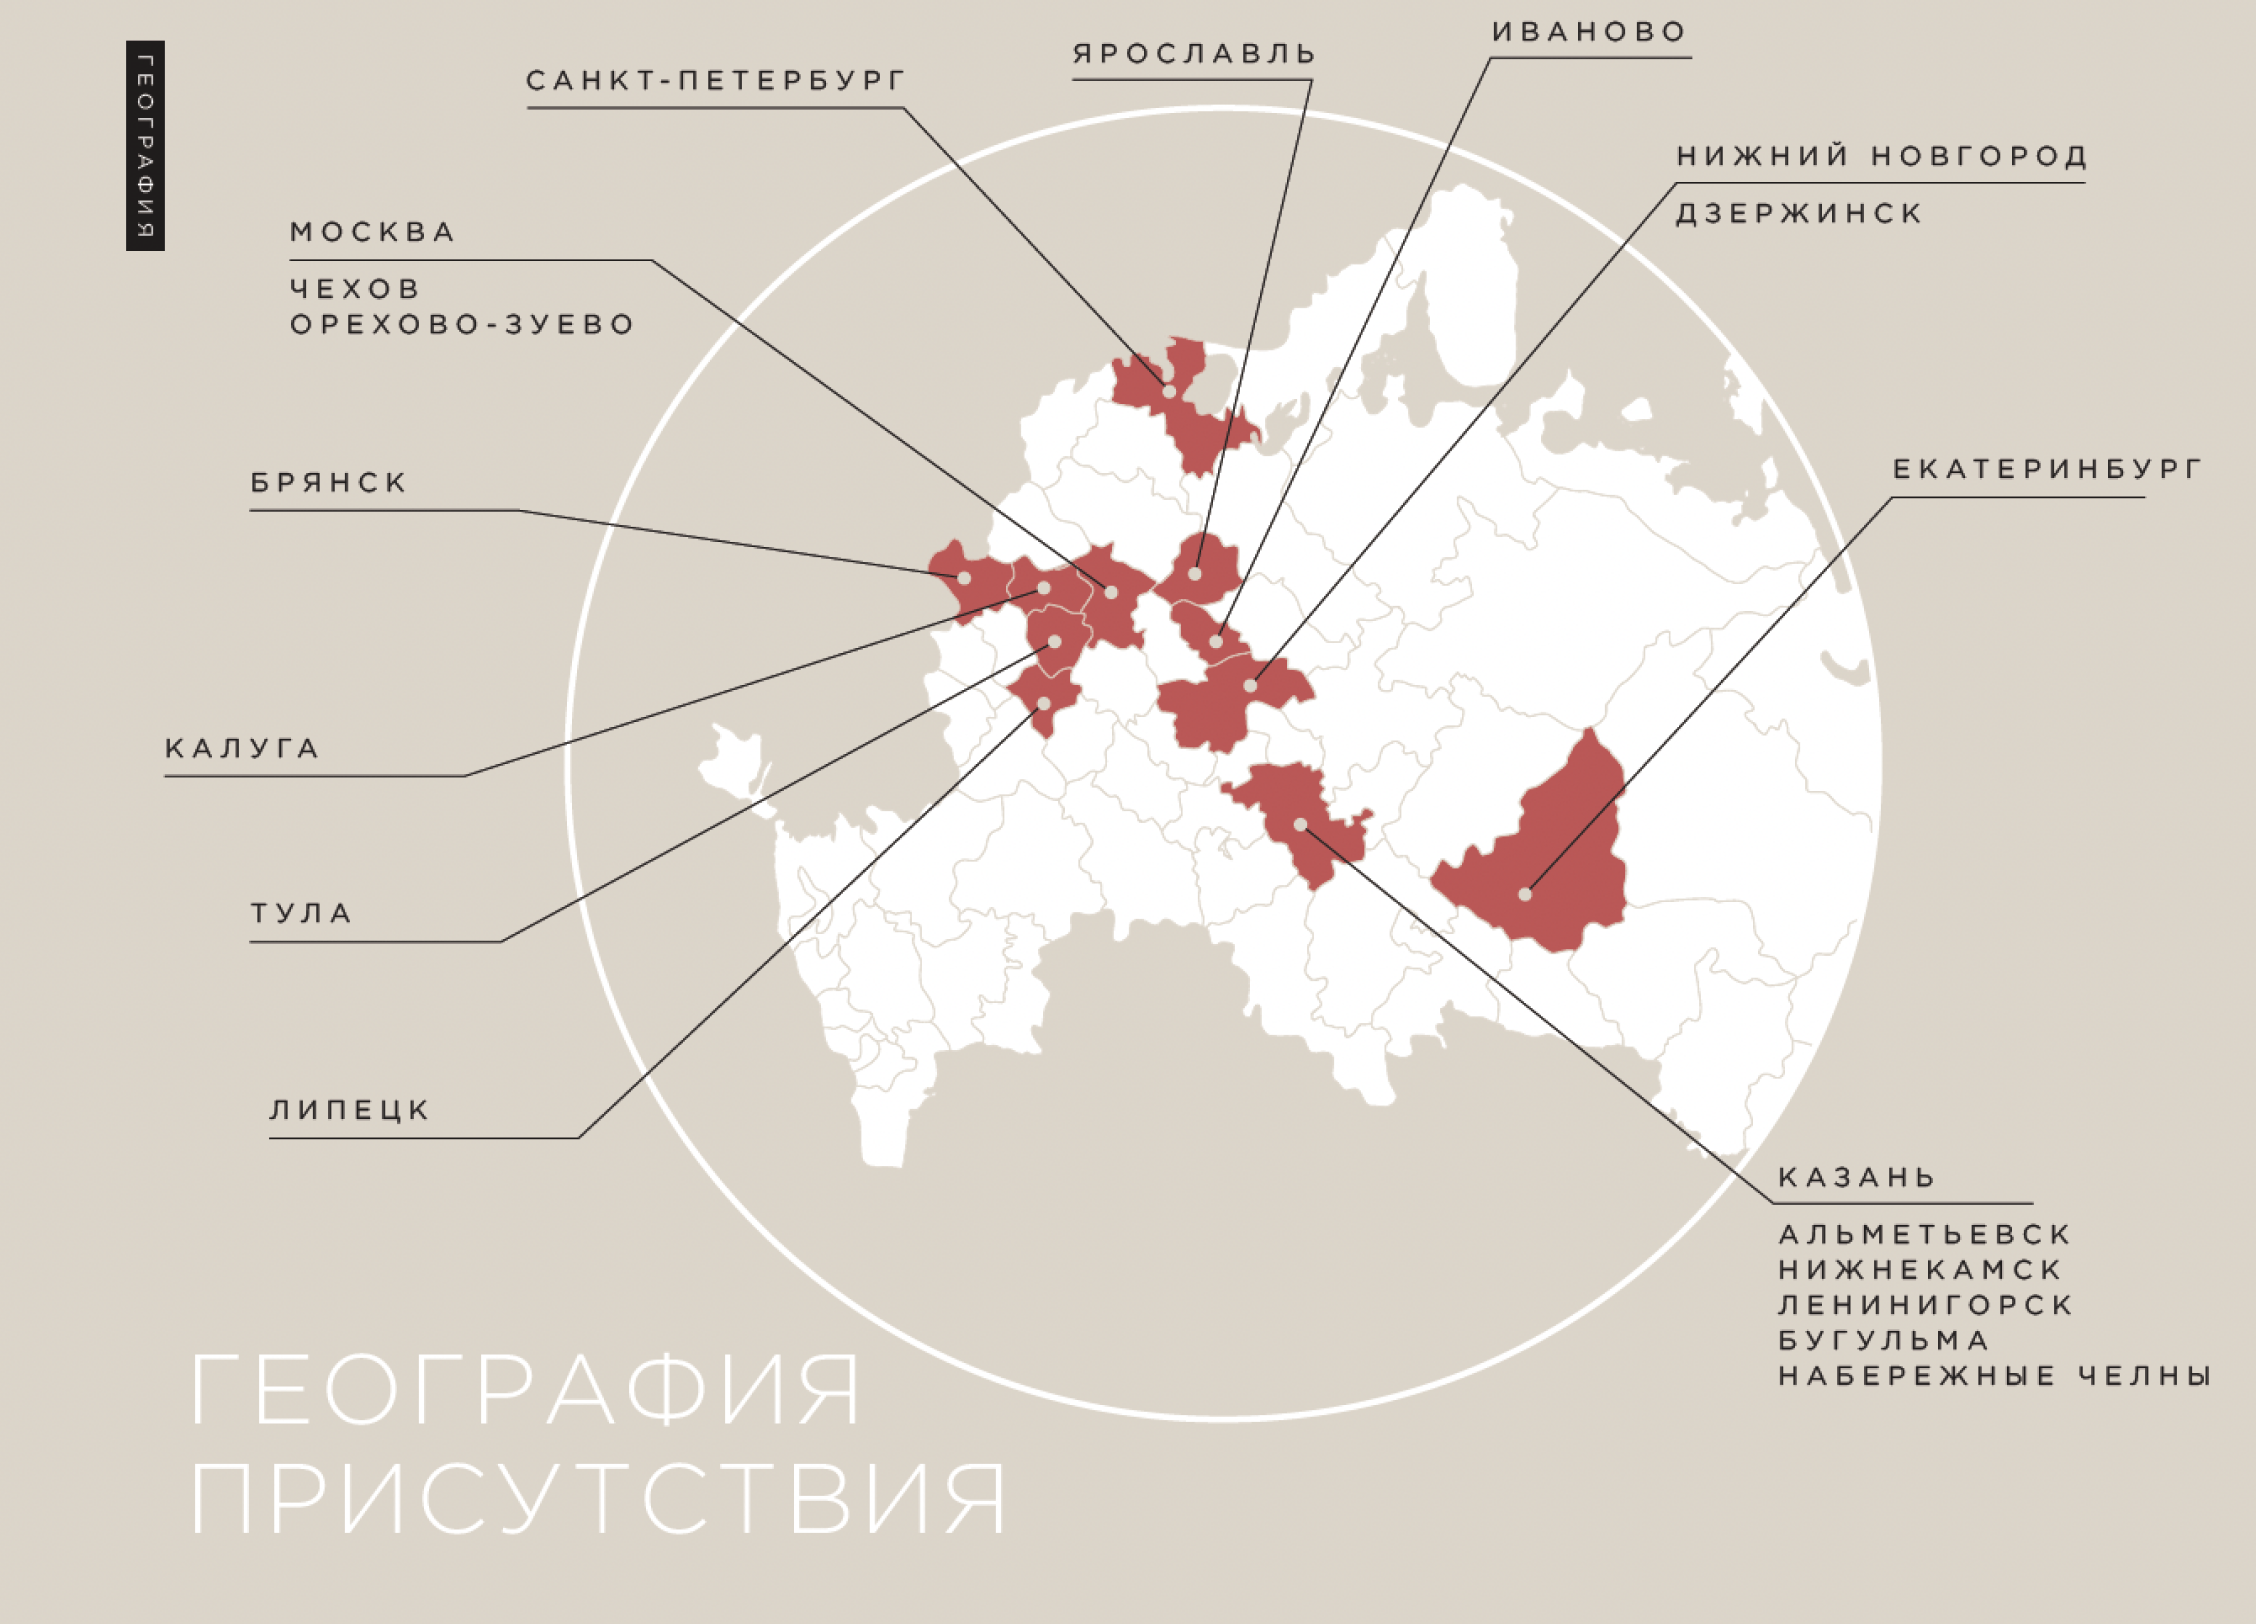 ГЕОГРАФИЯ
САНКТ-ПЕТЕРБУРГ
ЯРОСЛАВЛЬ
ИВАНОВО
НИЖНИЙ НОВГОРОД
ДЗЕРЖИНСК
МОСКВА
ЧЕХОВ
ОРЕХОВО-ЗУЕВО
БРЯНСК
ЕКАТЕРИНБУРГ
КАЛУГА
ТУЛА
ЛИПЕЦК
КАЗАНЬ
АЛЬМЕТЬЕВСК
НИЖНЕКАМСК
ЛЕНИНИГОРСК
БУГУЛЬМА
НАБЕРЕЖНЫЕ ЧЕЛНЫ
ГЕОГРАФИЯ
ПРИСУТСТВИЯ